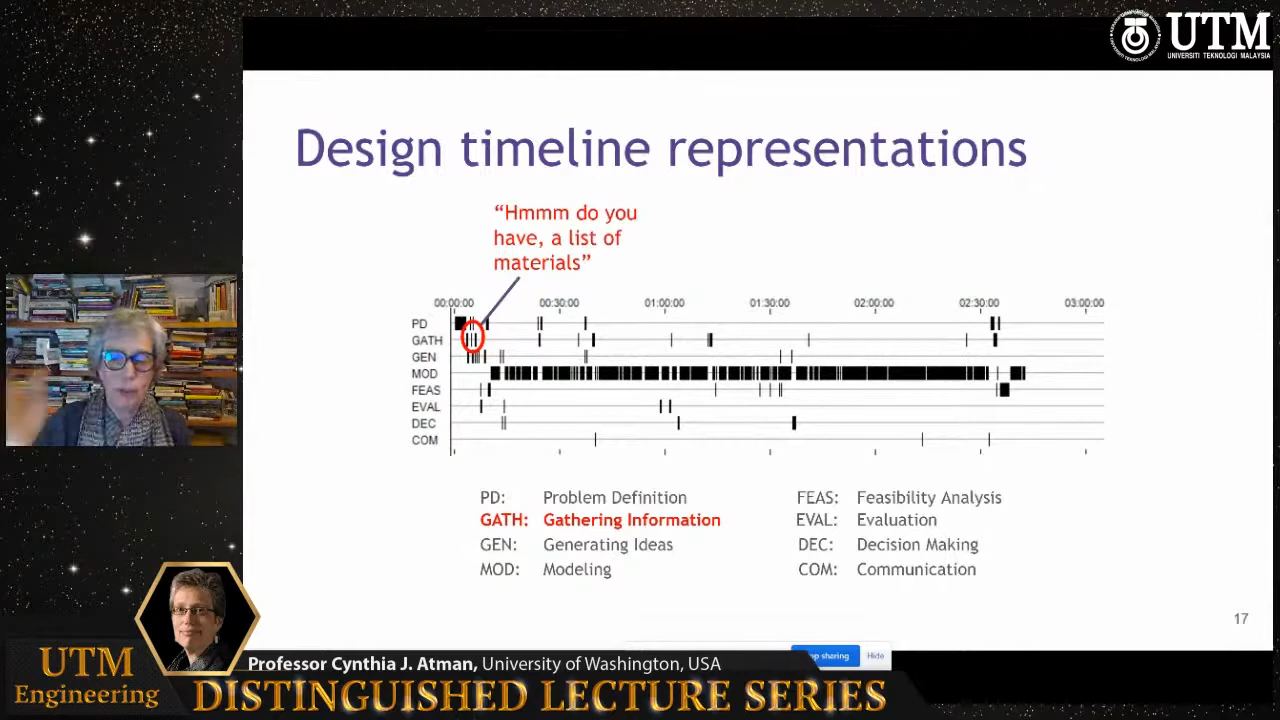 UTM
UNIVERSITI TEKNOLOGI MALAYSIA
Design timeline representations
“Hmmm do you
have, a list of
materials”
00:00:00 00:30:00 01:00:00 01:30:00 02:00:00 02:30:00 03:00:00
PD
GATH
GEN
MOD
FEAS
EVAL
DEC
COM
PD: Problem Definition FEAS: Feasibility Analysis
GATH: Gathering Information EVAL: Evaluation
GEN: Generating Ideas DEC: Decision Making
MOD: Modeling COM: Communication
17
sharing Hide
Professor Cynthia J. Atman, University of Washington, USA
UTM
Engineering
DISTINGUISHED LECTURE SERIES